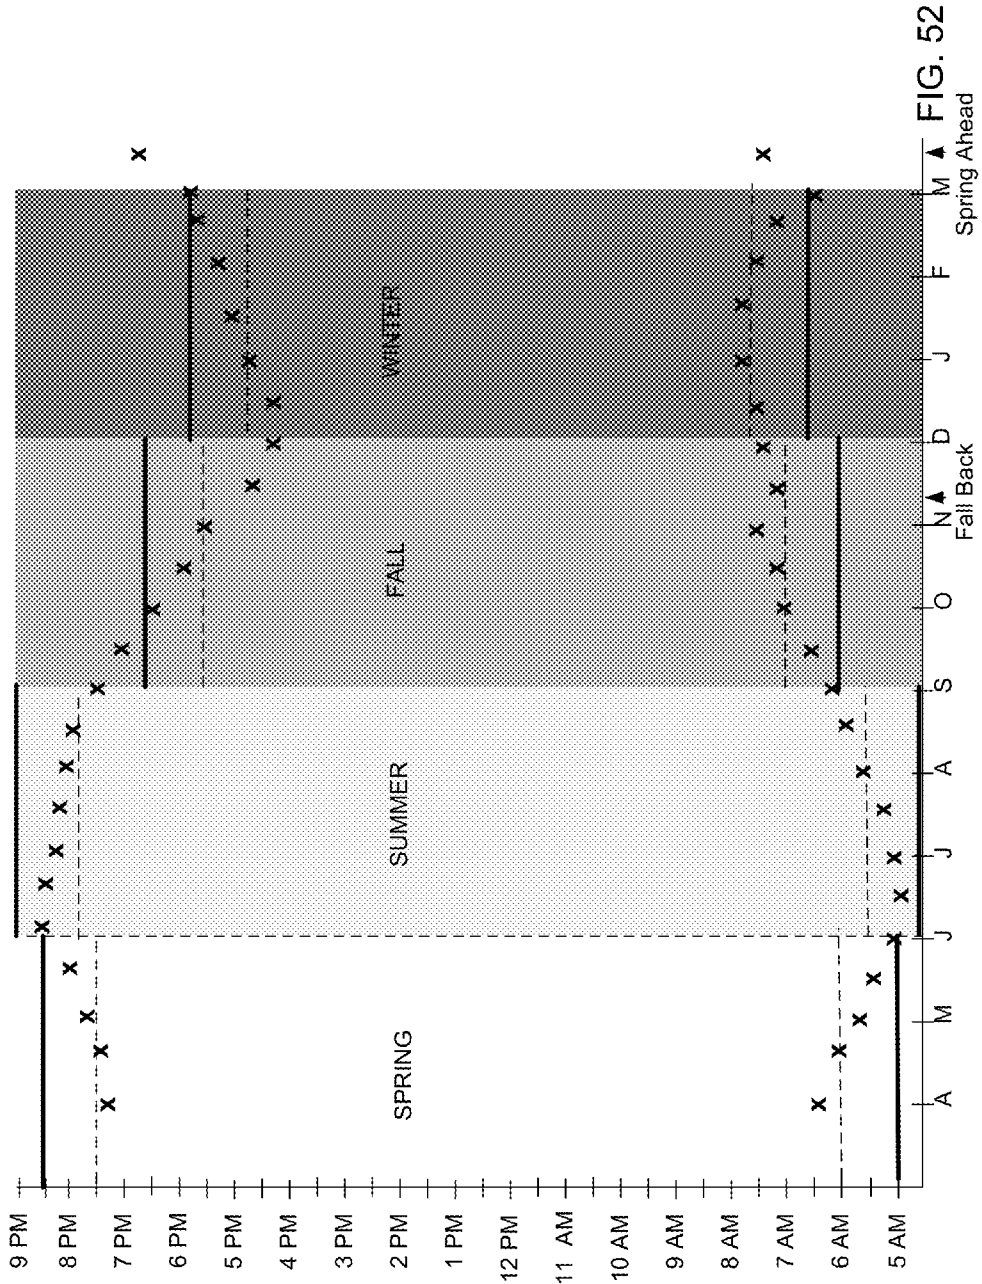 9 PM
8 PM
7 PM
6 PM
5 PM
4 PM
3 PM
2 PM
1 PM
12 PM
11 AM
10 AM
9 AM
8 AM
7 AM
6 AM
5 AM
SPRING
SUMMER
FALL
WINTER
A M J J A S O N D J F M
Fall Back
Spring Ahead
FIG. 52